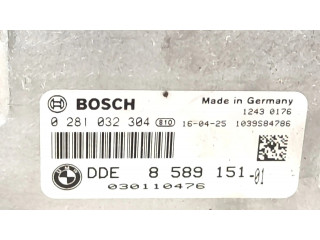 BOSCH
Made in Germany
1243 0176
0 281 032 304 E10 16-04-25 1039S84786
DDE 8 589 151-01
030110476